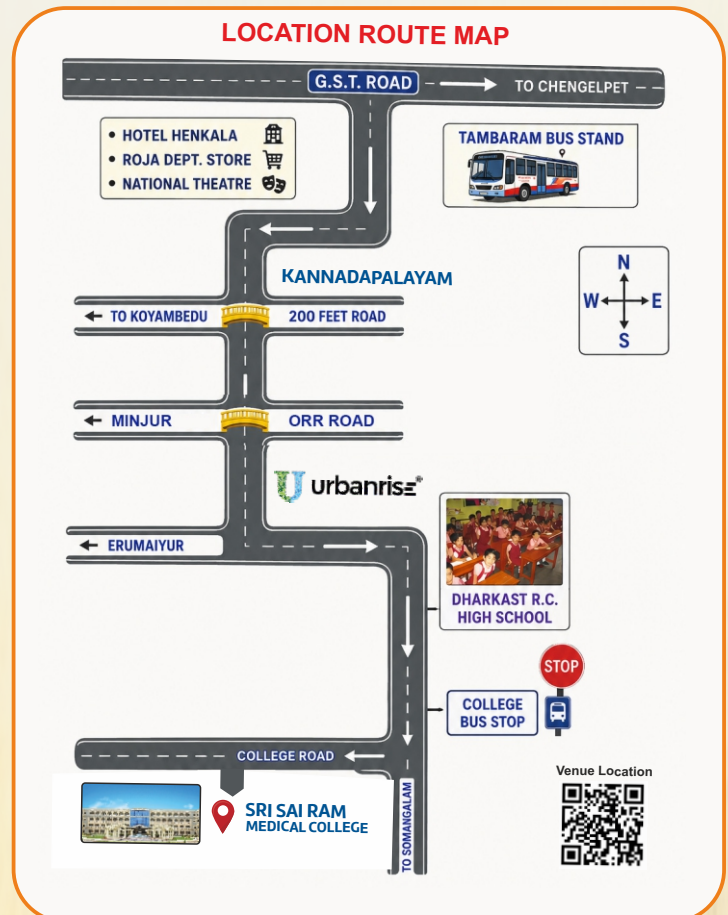 LOCATION ROUTE MAP
G.S.T. ROAD
TO CHENGELPET
• HOTEL HENKALA
• ROJA DEPT. STORE
• NATIONAL THEATRE
TAMBARAM BUS STAND
KANNADAPALAYAM
N
W E
S
TO KOYAMBEDU
200 FEET ROAD
MINJUR
ORR ROAD
urbanrise®
ERUMAIYUR
DHARKAST R.C.
HIGH SCHOOL
STOP
COLLEGE
BUS STOP
COLLEGE ROAD
Venue Location
SRI SAI RAM
MEDICAL COLLEGE
TO SOMANGALAM